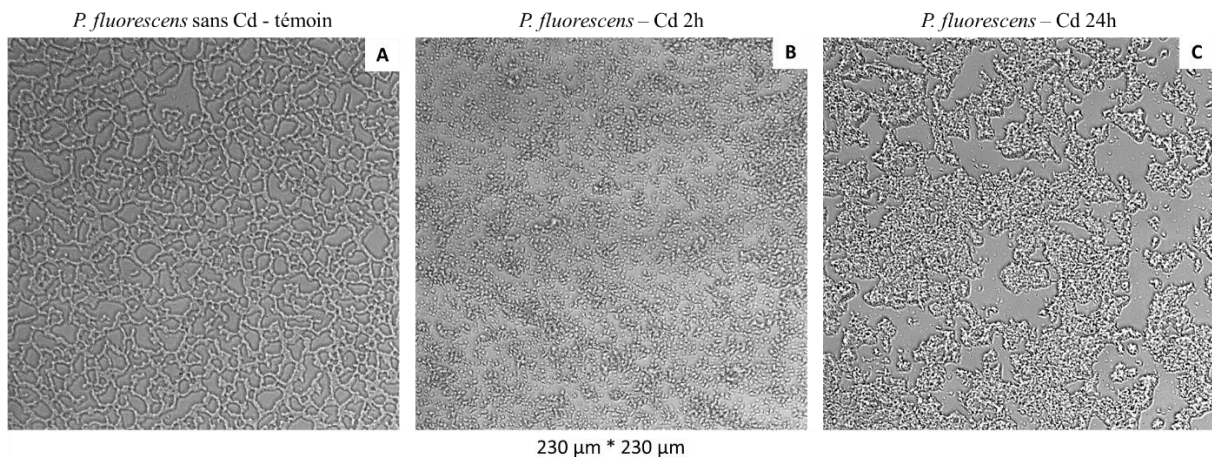 P. fluorescens sans Cd - témoin
P. fluorescens – Cd 2h
P. fluorescens – Cd 24h
A
B
C
230 µm * 230 µm